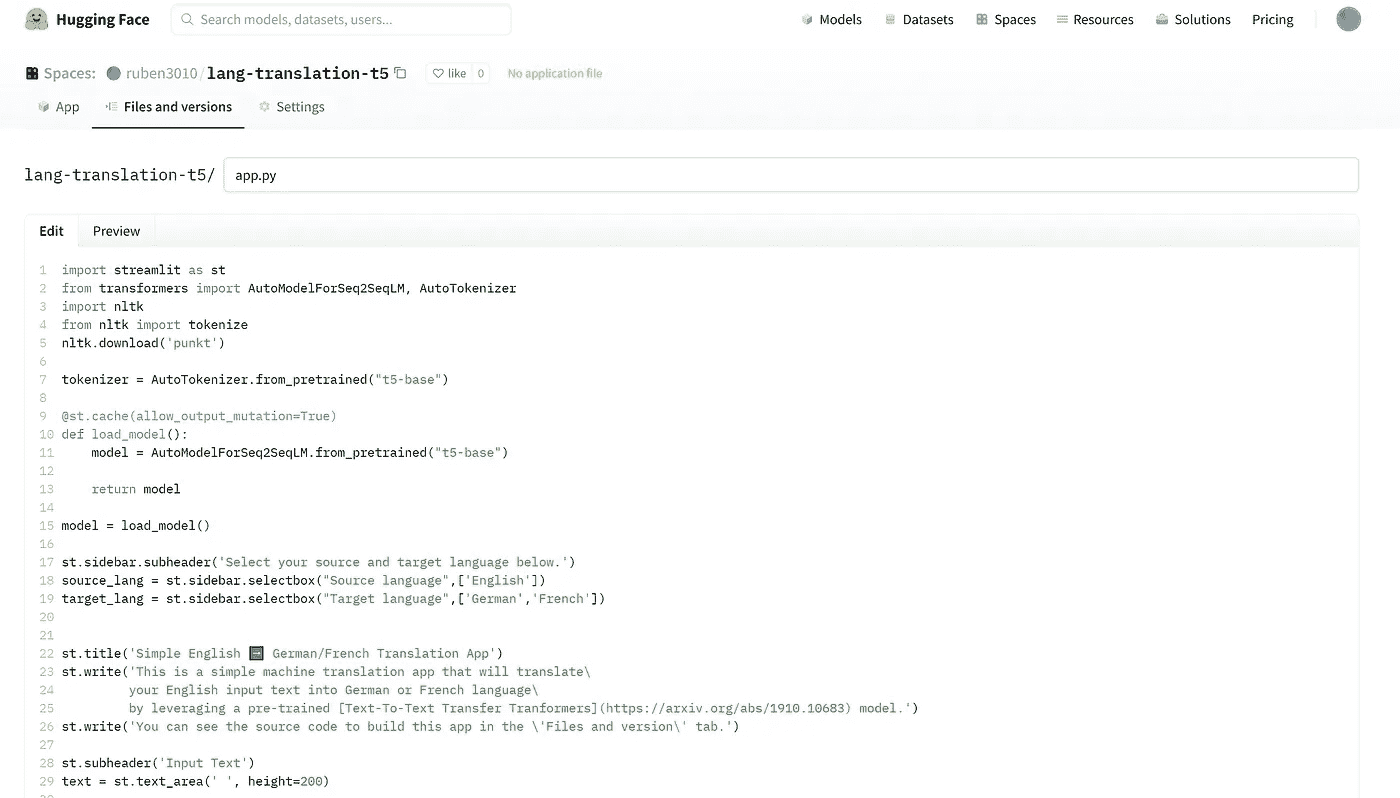 Hugging Face
Search models, datasets, users...
Models
Datasets
Spaces
Resources
Solutions
Pricing
Spaces: ruben3010/lang-translation-t5
like 0
No application file
App
Files and versions
Settings
lang-translation-t5/
app.py
Edit
Preview
1 import streamlit as st
2 from transformers import AutoModelForSeq2SeqLM, AutoTokenizer
3 import nltk
4 from nltk import tokenize
5 nltk.download('punkt')
6
7 tokenizer = AutoTokenizer.from_pretrained("t5-base")
8
9 @st.cache(allow_output_mutation=True)
10 def load_model():
11     model = AutoModelForSeq2SeqLM.from_pretrained("t5-base")
12
13     return model
14
15 model = load_model()
16
17 st.sidebar.subheader('Select your source and target language below.')
18 source_lang = st.sidebar.selectbox("Source language",['English'])
19 target_lang = st.sidebar.selectbox("Target language",['German','French'])
20
21
22 st.title('Simple English ➡️ German/French Translation App')
23 st.write('This is a simple machine translation app that will translate\
24          your English input text into German or French language\
25          by leveraging a pre-trained [Text-To-Text Transfer Tranformers](https://arxiv.org/abs/1910.10683) model.')
26 st.write('You can see the source code to build this app in the \'Files and version\' tab.')
27
28 st.subheader('Input Text')
29 text = st.text_area(' ', height=200)